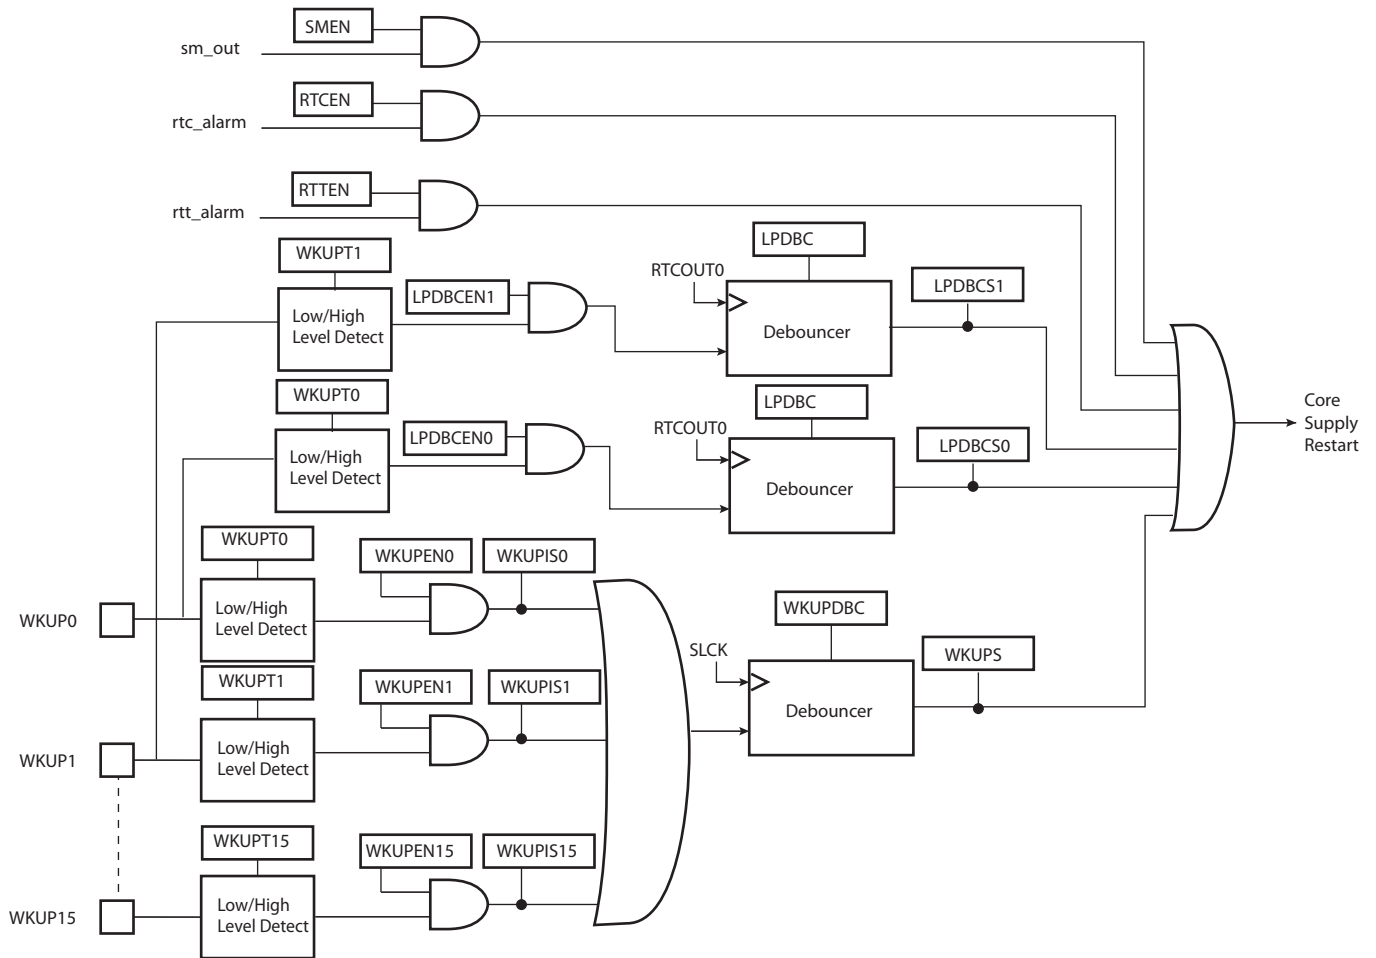 SMEN
sm_out
RTCEN
rtc_alarm
RTTEN
rtt_alarm
WKUPT1
Low/High
Level Detect
LPDBCEN1
RTCOUT0
LPDBC
Debouncer
LPDBCS1
WKUPT0
Low/High
Level Detect
LPDBCEN0
RTCOUT0
LPDBC
Debouncer
LPDBCS0
Core
Supply
Restart
WKUPT0
WKUP0
Low/High
Level Detect
WKUPEN0
WKUPIS0
WKUPT1
WKUP1
Low/High
Level Detect
WKUPEN1
WKUPIS1
SLCK
WKUPDBC
Debouncer
WKUPS
WKUPT15
WKUP15
Low/High
Level Detect
WKUPEN15
WKUPIS15